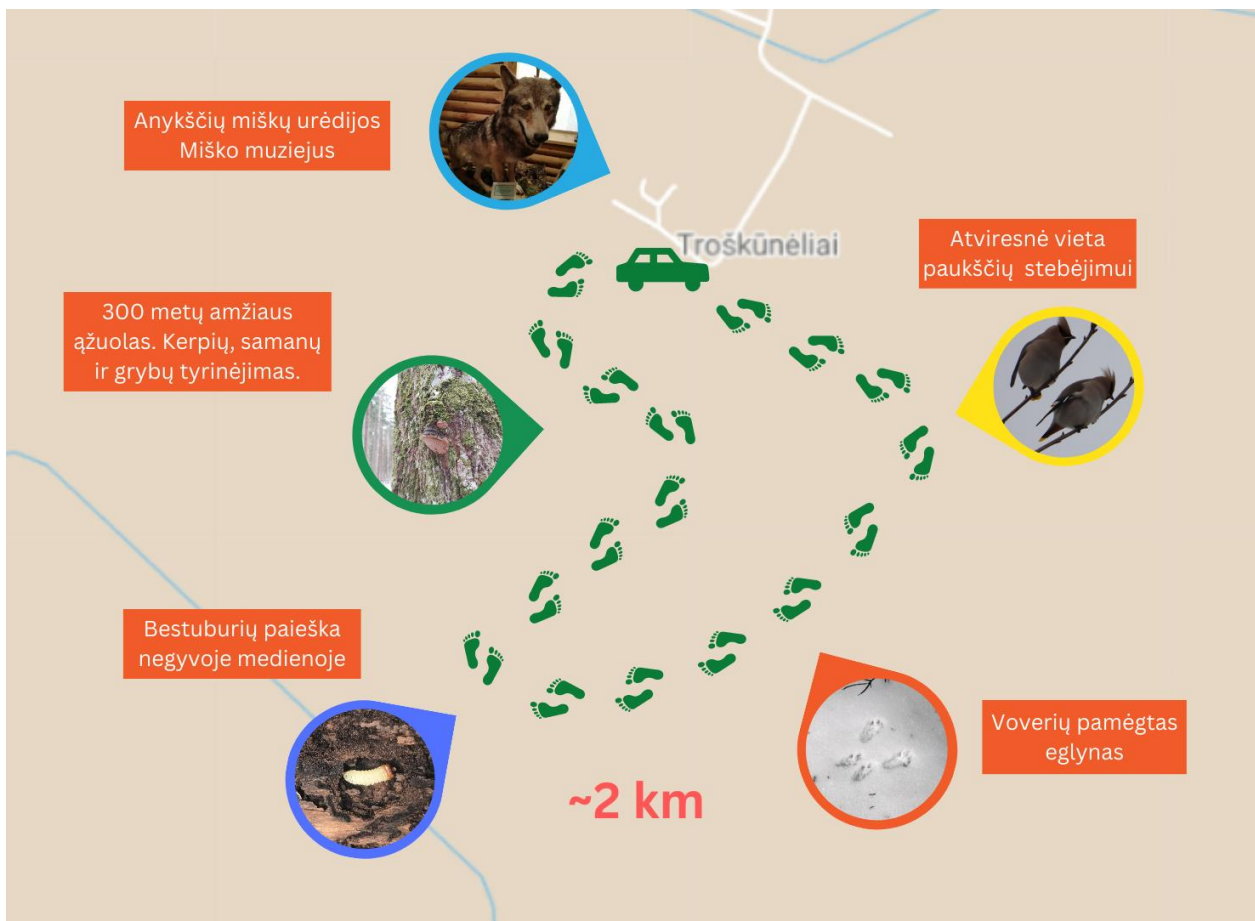 Anykščių miškų urėdijos
Miško muziejus
Troškūnėliai
Atviresnė vieta
paukščių stebėjimui
300 metų amžiaus
ąžuolas. Kerpių, samanų
ir grybų tyrinėjimas.
Bestuburių paieška
negyvoje medienoje
Voverių pamėgtas
eglynas
~2 km